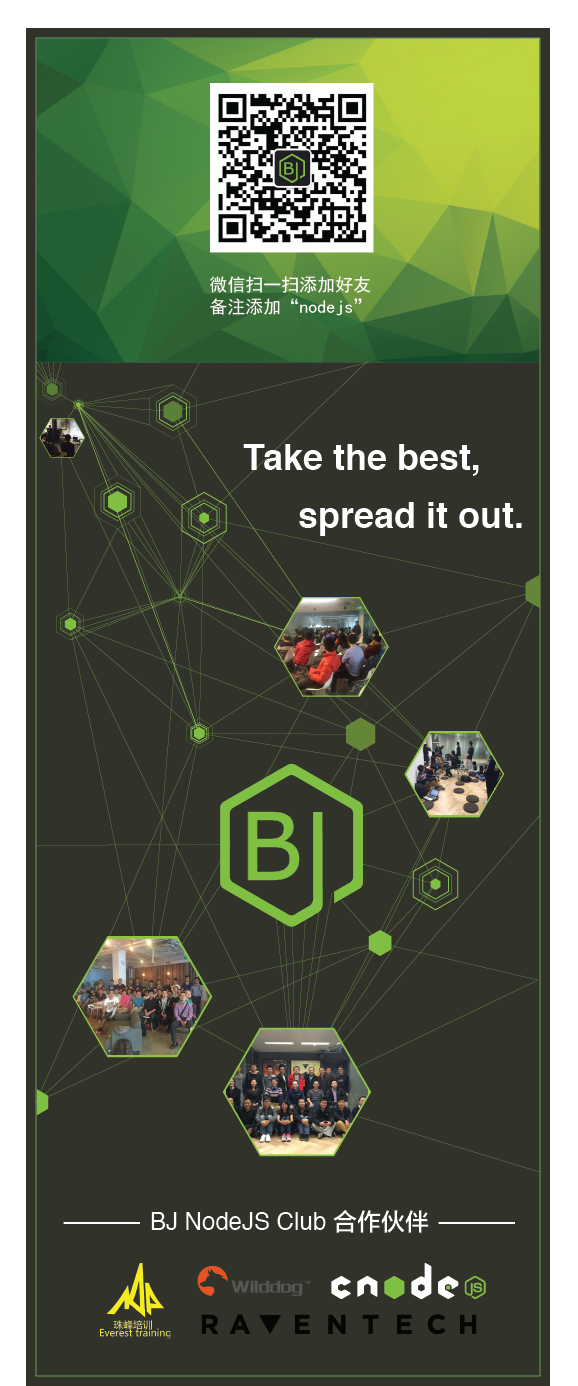 BJ
微信扫一扫添加好友
备注添加“nodejs”
Take the best,
spread it out.
BJ
BJ NodeJS Club 合作伙伴
珠峰培训
Everest training
Wilddog™
cnode JS
RAVENTECH